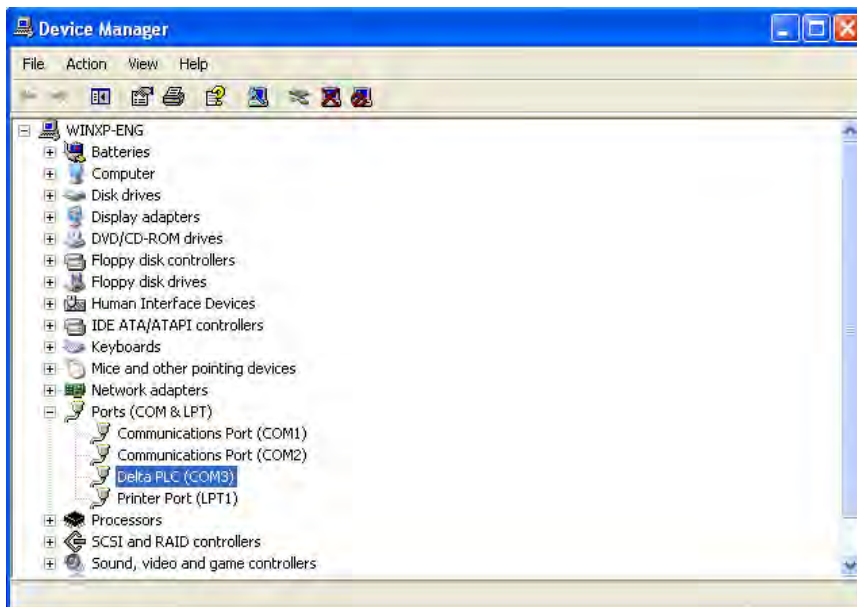 Device Manager
File Action View Help
WINXP-ENG
Batteries
Computer
Disk drives
Display adapters
DVD/CD-ROM drives
Floppy disk controllers
Floppy disk drives
Human Interface Devices
IDE ATA/ATAPI controllers
Keyboards
Mice and other pointing devices
Network adapters
Ports (COM & LPT)
Communications Port (COM1)
Communications Port (COM2)
Delta PLC (COM3)
Printer Port (LPT1)
Processors
SCSI and RAID controllers
Sound, video and game controllers